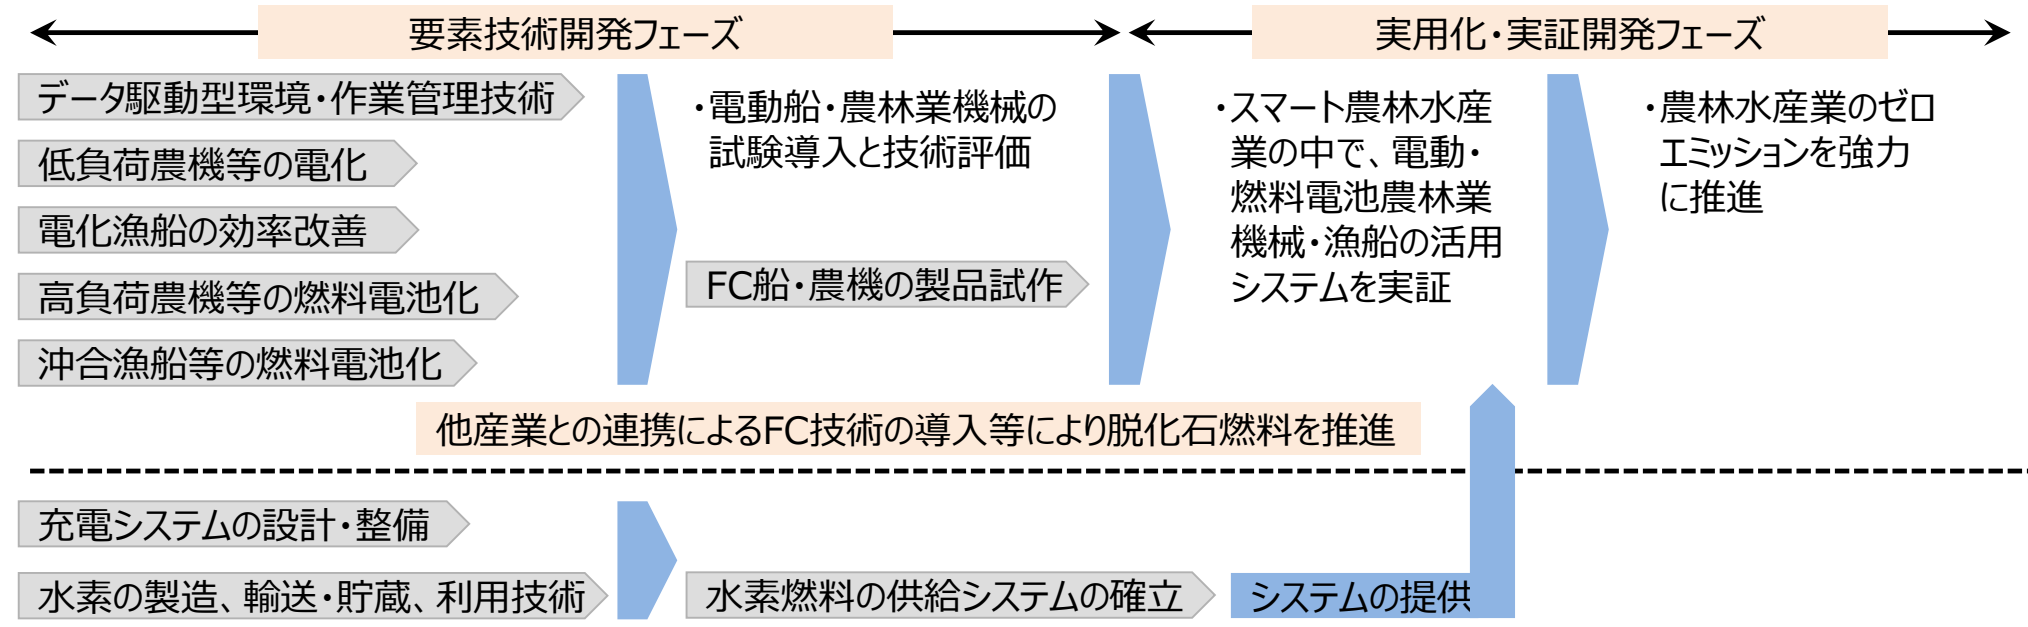 要素技術開発フェーズ
実用化・実証開発フェーズ
データ駆動型環境・作業管理技術
低負荷農機等の電化
電化漁船の効率改善
高負荷農機等の燃料電池化
沖合漁船等の燃料電池化
・電動船・農林業機械の
試験導入と技術評価
FC船・農機の製品試作
・スマート農林水産
業の中で、電動・
燃料電池農林業
機械・漁船の活用
システムを実証
・農林水産業のゼロ
エミッションを強力
に推進
他産業との連携によるFC技術の導入等により脱化石燃料を推進
充電システムの設計・整備
水素の製造、輸送・貯蔵、利用技術
水素燃料の供給システムの確立
システムの提供